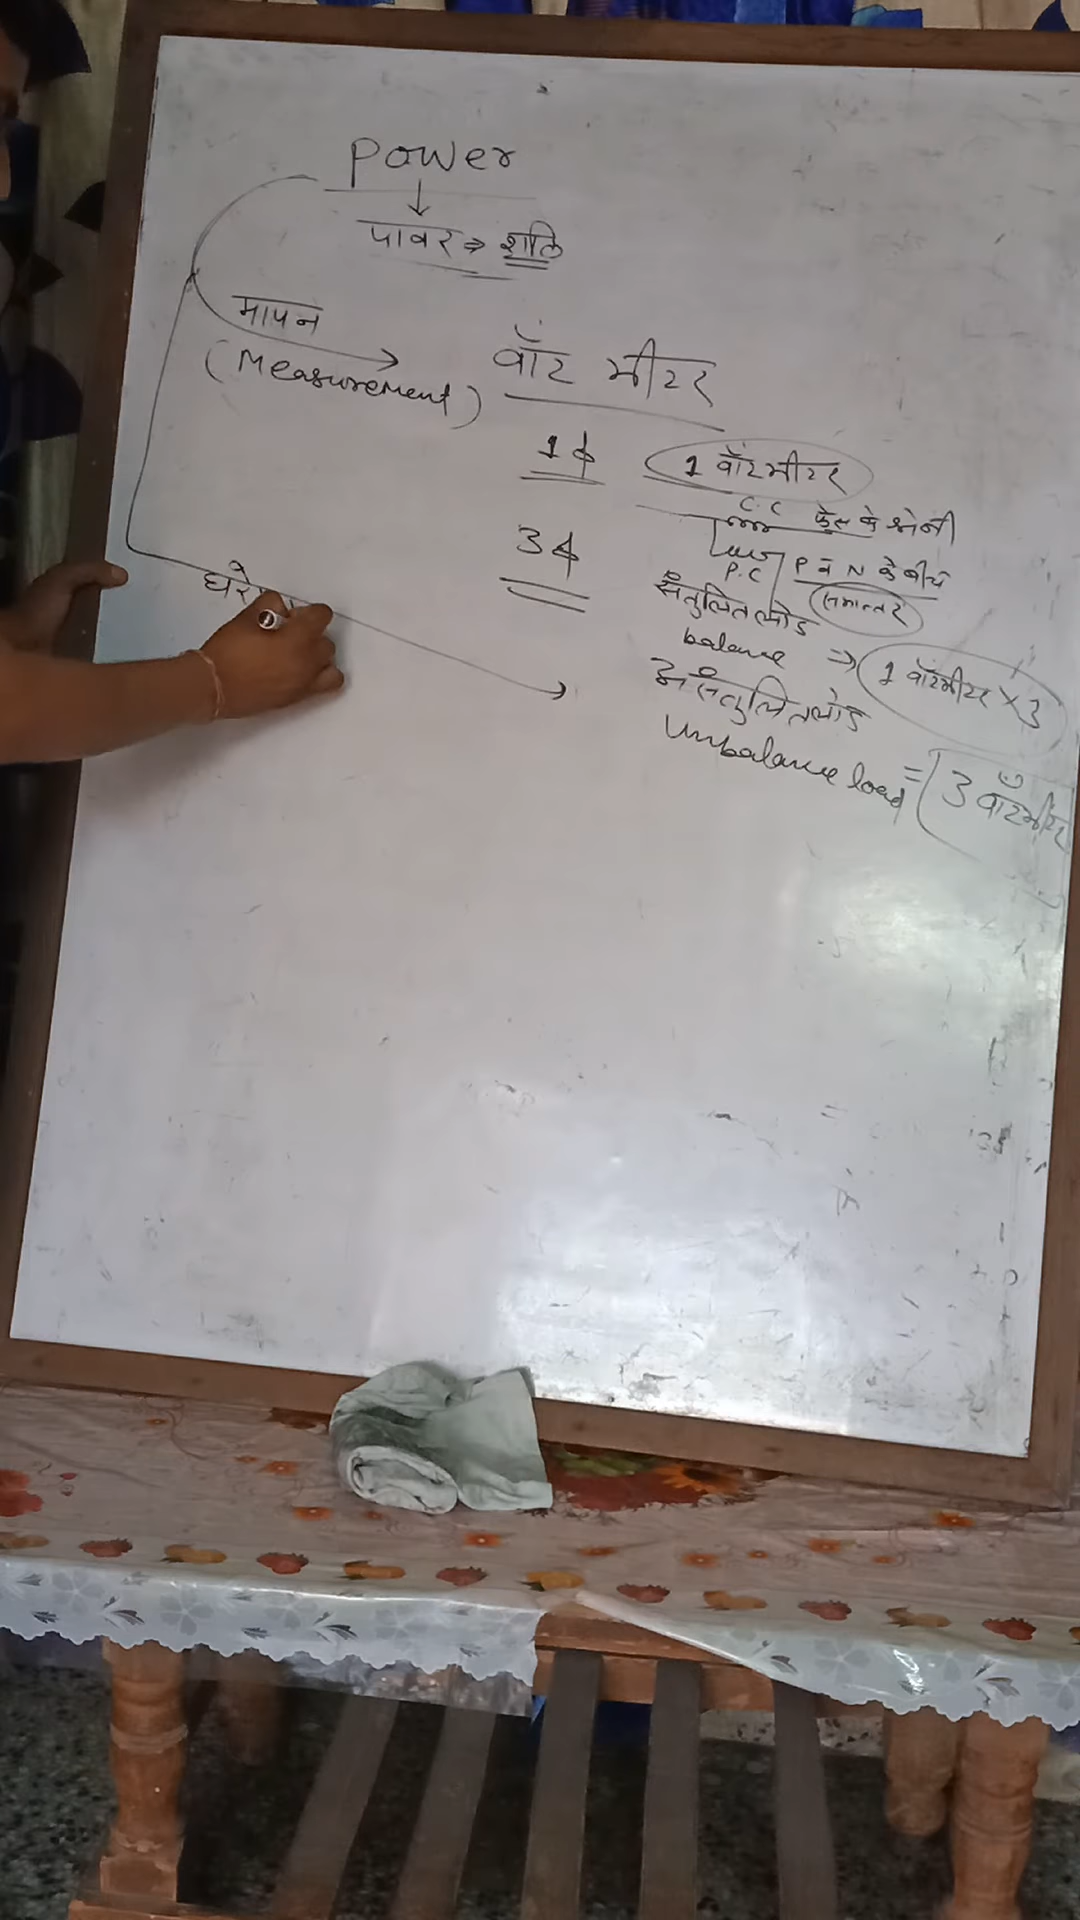 Power
↓
पावर ⇒ शक्ति
मापन
(Measurement)
वॉट मीटर
1ϕ 1 वॉटमीटर
C.C फेस के श्रेणी
3ϕ
P.C P व N के बीच
समान्तर
संतुलित लोड
balance ⇒ 1 वॉटमीटर × 3
असंतुलित लोड
Unbalance load = 3 वॉटमीटर